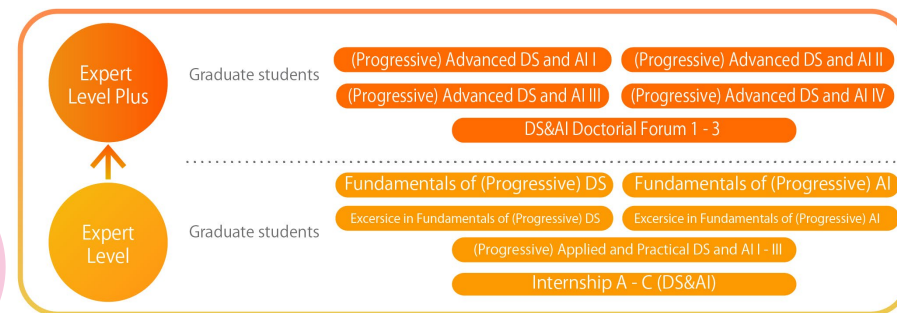 Expert
Level Plus
Graduate students
(Progressive) Advanced DS and AI I
(Progressive) Advanced DS and AI II
(Progressive) Advanced DS and AI III
(Progressive) Advanced DS and AI IV
DS&AI Doctorial Forum 1 - 3
Expert
Level
Graduate students
Fundamentals of (Progressive) DS
Fundamentals of (Progressive) AI
Excersice in Fundamentals of (Progressive) DS
Excersice in Fundamentals of (Progressive) AI
(Progressive) Applied and Practical DS and AI I - III
Internship A - C (DS&AI)